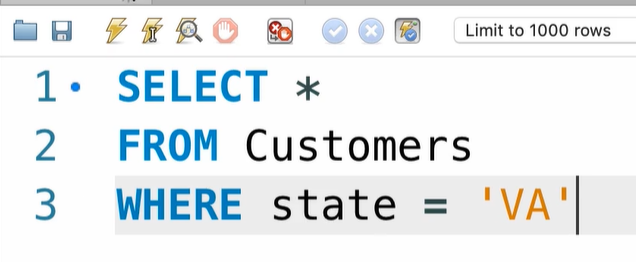 Limit to 1000 rows
1 SELECT *
2 FROM Customers
3 WHERE state = 'VA'